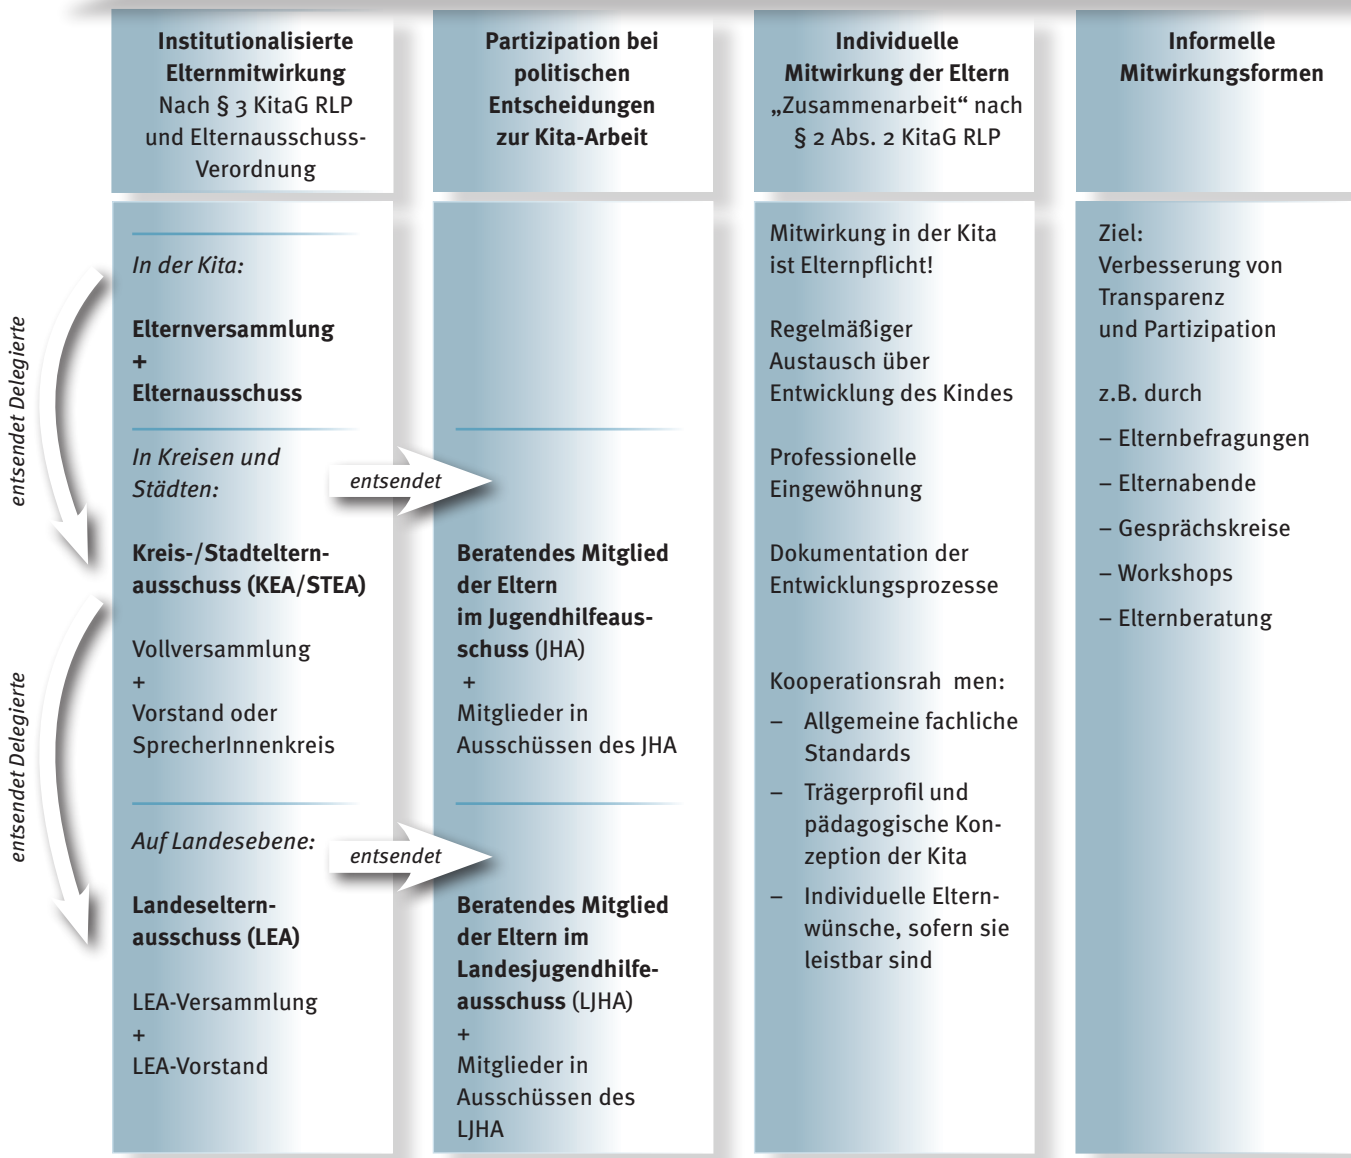 Institutionalisierte
Elternmitwirkung
Nach § 3 KitaG RLP
und Elternausschuss-
Verordnung
Partizipation bei
politischen
Entscheidungen
zur Kita-Arbeit
Individuelle
Mitwirkung der Eltern
„Zusammenarbeit“ nach
§ 2 Abs. 2 KitaG RLP
Informelle
Mitwirkungsformen
entsendet Delegierte
entsendet Delegierte
In der Kita:
Elternversammlung
+
Elternausschuss
In Kreisen und
Städten:
Kreis-/Stadteltern-
ausschuss (KEA/STEA)
Vollversammlung
+
Vorstand oder
SprecherInnenkreis
Auf Landesebene:
Landeseltern-
ausschuss (LEA)
LEA-Versammlung
+
LEA-Vorstand
entsendet
entsendet
Beratendes Mitglied
der Eltern
im Jugendhilfeaus-
schuss (JHA)
+
Mitglieder in
Ausschüssen des JHA
Beratendes Mitglied
der Eltern im
Landesjugendhilfe-
ausschuss (LJHA)
+
Mitglieder in
Ausschüssen des
LJHA
Mitwirkung in der Kita
ist Elternpflicht!
Regelmäßiger
Austausch über
Entwicklung des Kindes
Professionelle
Eingewöhnung
Dokumentation der
Entwicklungsprozesse
Kooperationsrah men:
– Allgemeine fachliche
Standards
– Trägerprofil und
pädagogische Kon-
zeption der Kita
– Individuelle Eltern-
wünsche, sofern sie
leistbar sind
Ziel:
Verbesserung von
Transparenz
und Partizipation
z.B. durch
– Elternbefragungen
– Elternabende
– Gesprächskreise
– Workshops
– Elternberatung